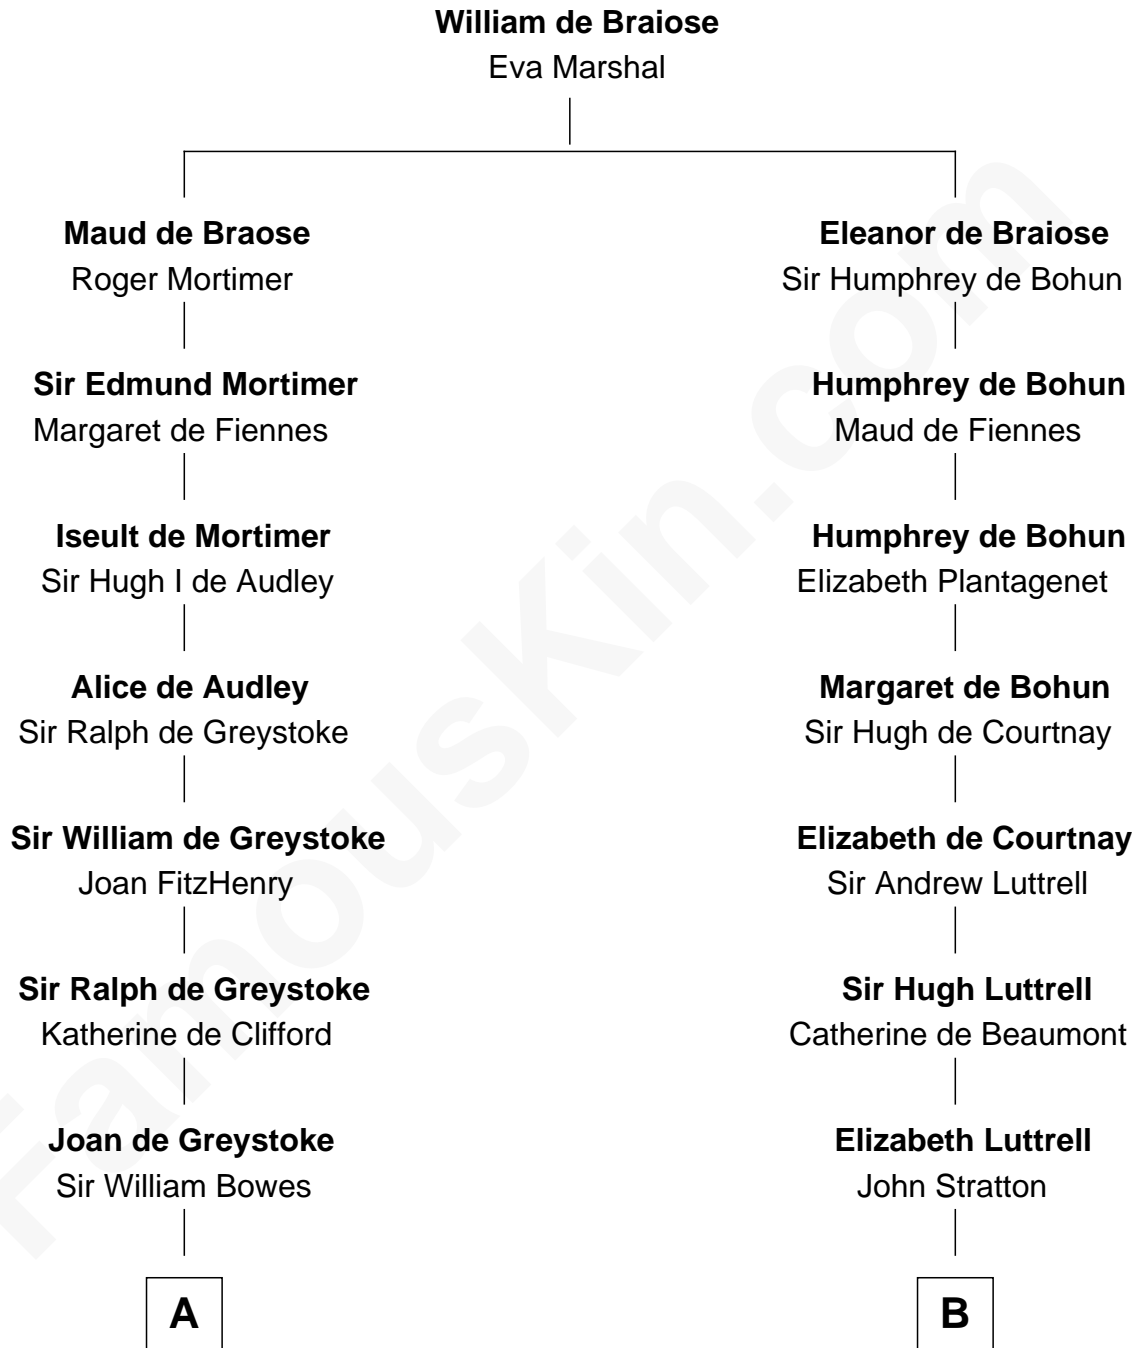 William de Braiose
Eva Marshal
Maud de Braose
Roger Mortimer
Eleanor de Braiose
Sir Humphrey de Bohun
Sir Edmund Mortimer
Margaret de Fiennes
Humphrey de Bohun
Maud de Fiennes
Iseult de Mortimer
Sir Hugh I de Audley
Humphrey de Bohun
Elizabeth Plantagenet
Alice de Audley
Sir Ralph de Greystoke
Margaret de Bohun
Sir Hugh de Courtnay
Sir William de Greystoke
Joan FitzHenry
Elizabeth de Courtnay
Sir Andrew Luttrell
Sir Ralph de Greystoke
Katherine de Clifford
Sir Hugh Luttrell
Catherine de Beaumont
Joan de Greystoke
Sir William Bowes
Elizabeth Luttrell
John Stratton
A
B
FamousKin.com